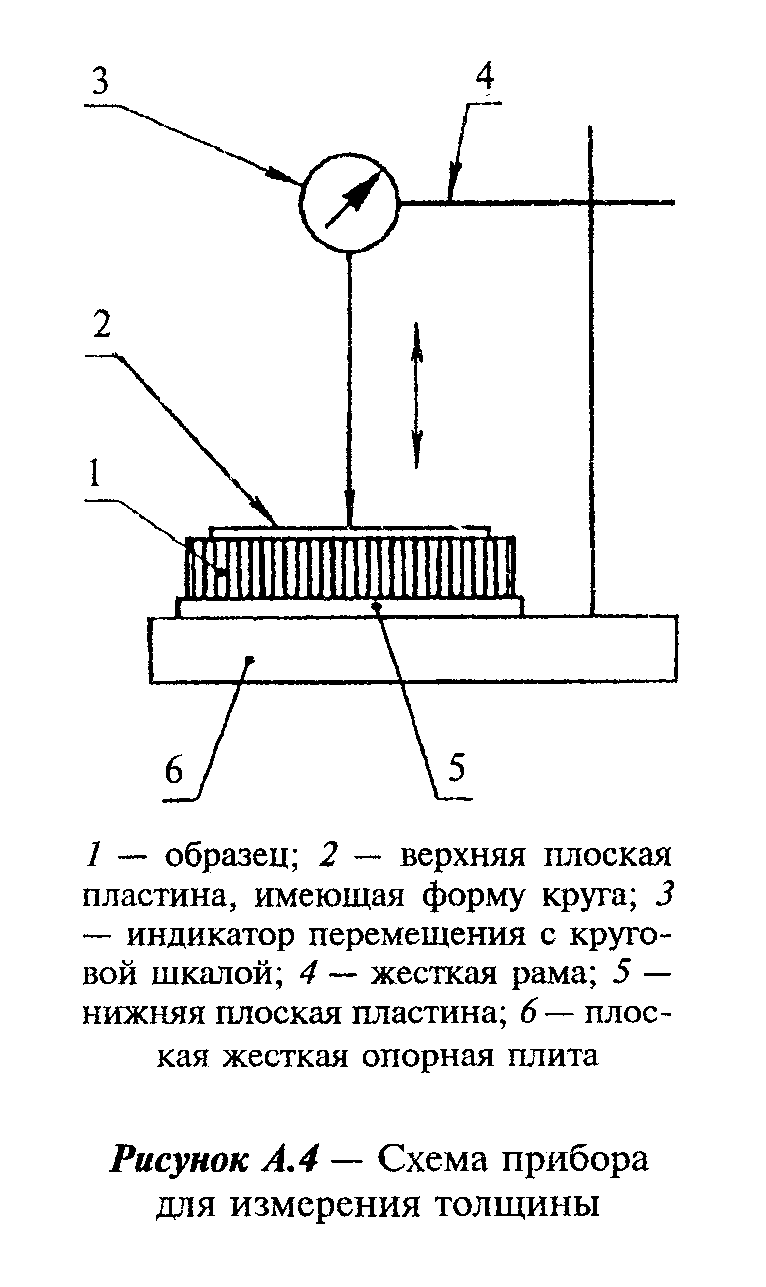 3
4
2
1
6
5
1 — образец; 2 — верхняя плоская
пластина, имеющая форму круга; 3
— индикатор перемещения с круго-
вой шкалой; 4 — жесткая рама; 5 —
нижняя плоская пластина; 6 — плос-
кая жесткая опорная плита
Рисунок А.4 — Схема прибора
для измерения толщины